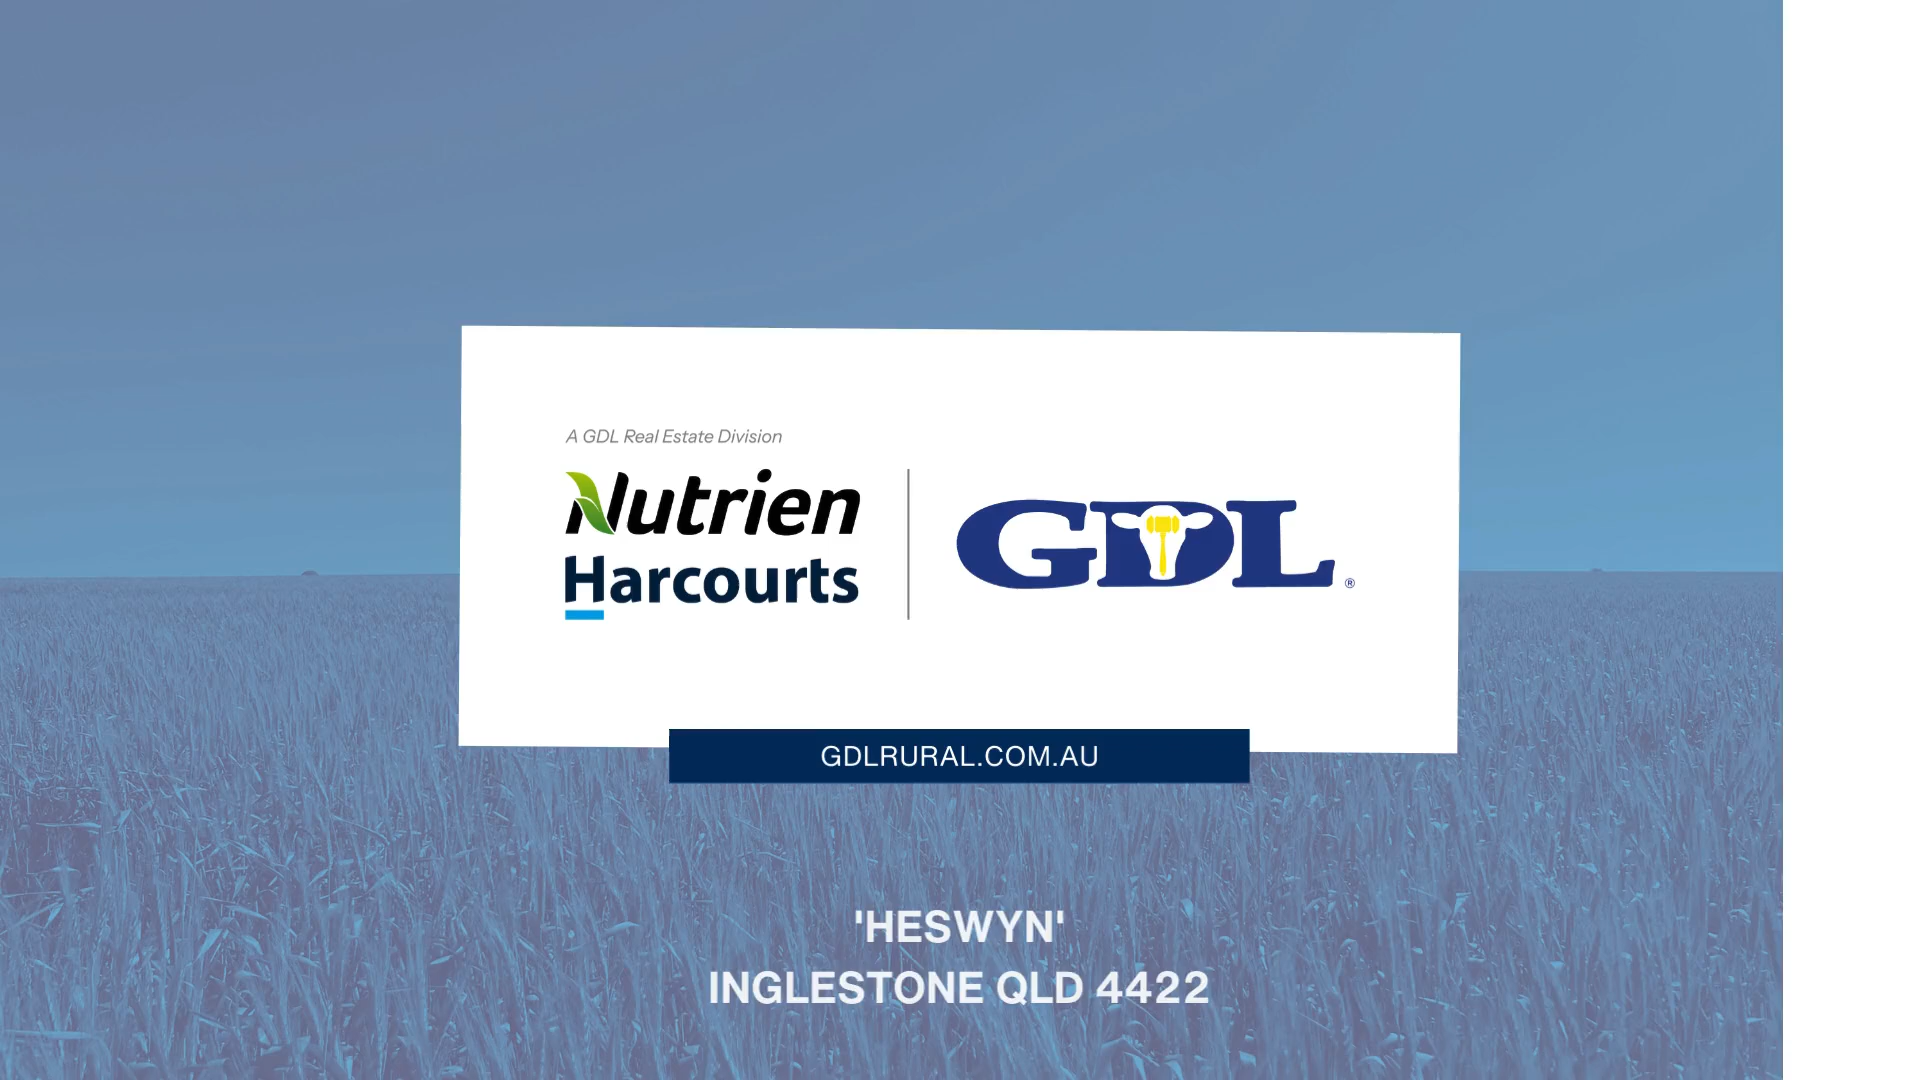 A GDL Real Estate Division
Nutrien
Harcourts
GDL
®
GDLRURAL.COM.AU
'HESWYN'
INGLESTONE QLD 4422